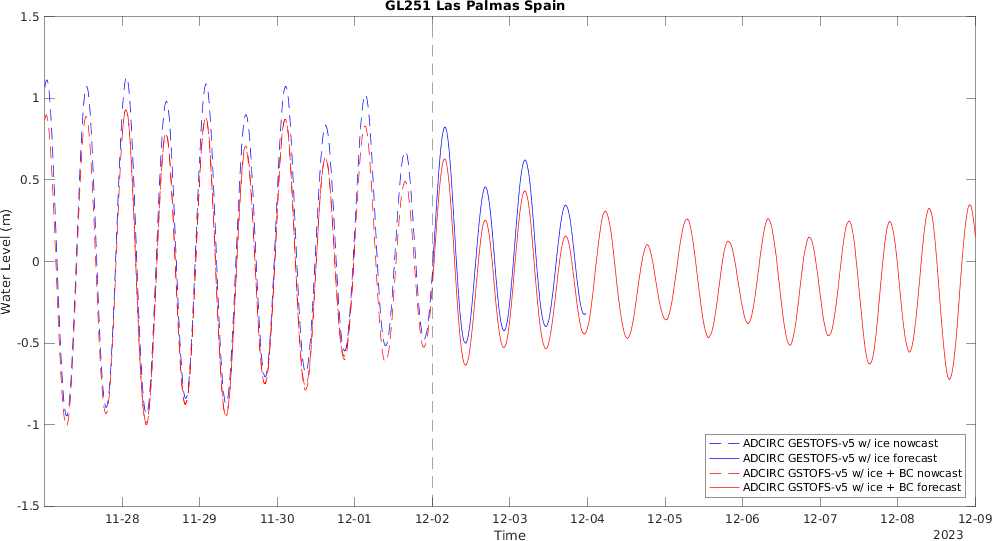 GL251 Las Palmas Spain
1.5
1
0.5
0
-0.5
-1
-1.5
Water Level (m)
11-28 11-29 11-30 12-01 12-02 12-03 12-04 12-05 12-06 12-07 12-08 12-09
Time
2023
ADCIRC GESTOFS-v5 w/ ice nowcast
ADCIRC GESTOFS-v5 w/ ice forecast
ADCIRC GSTOFS-v5 w/ ice + BC nowcast
ADCIRC GSTOFS-v5 w/ ice + BC forecast